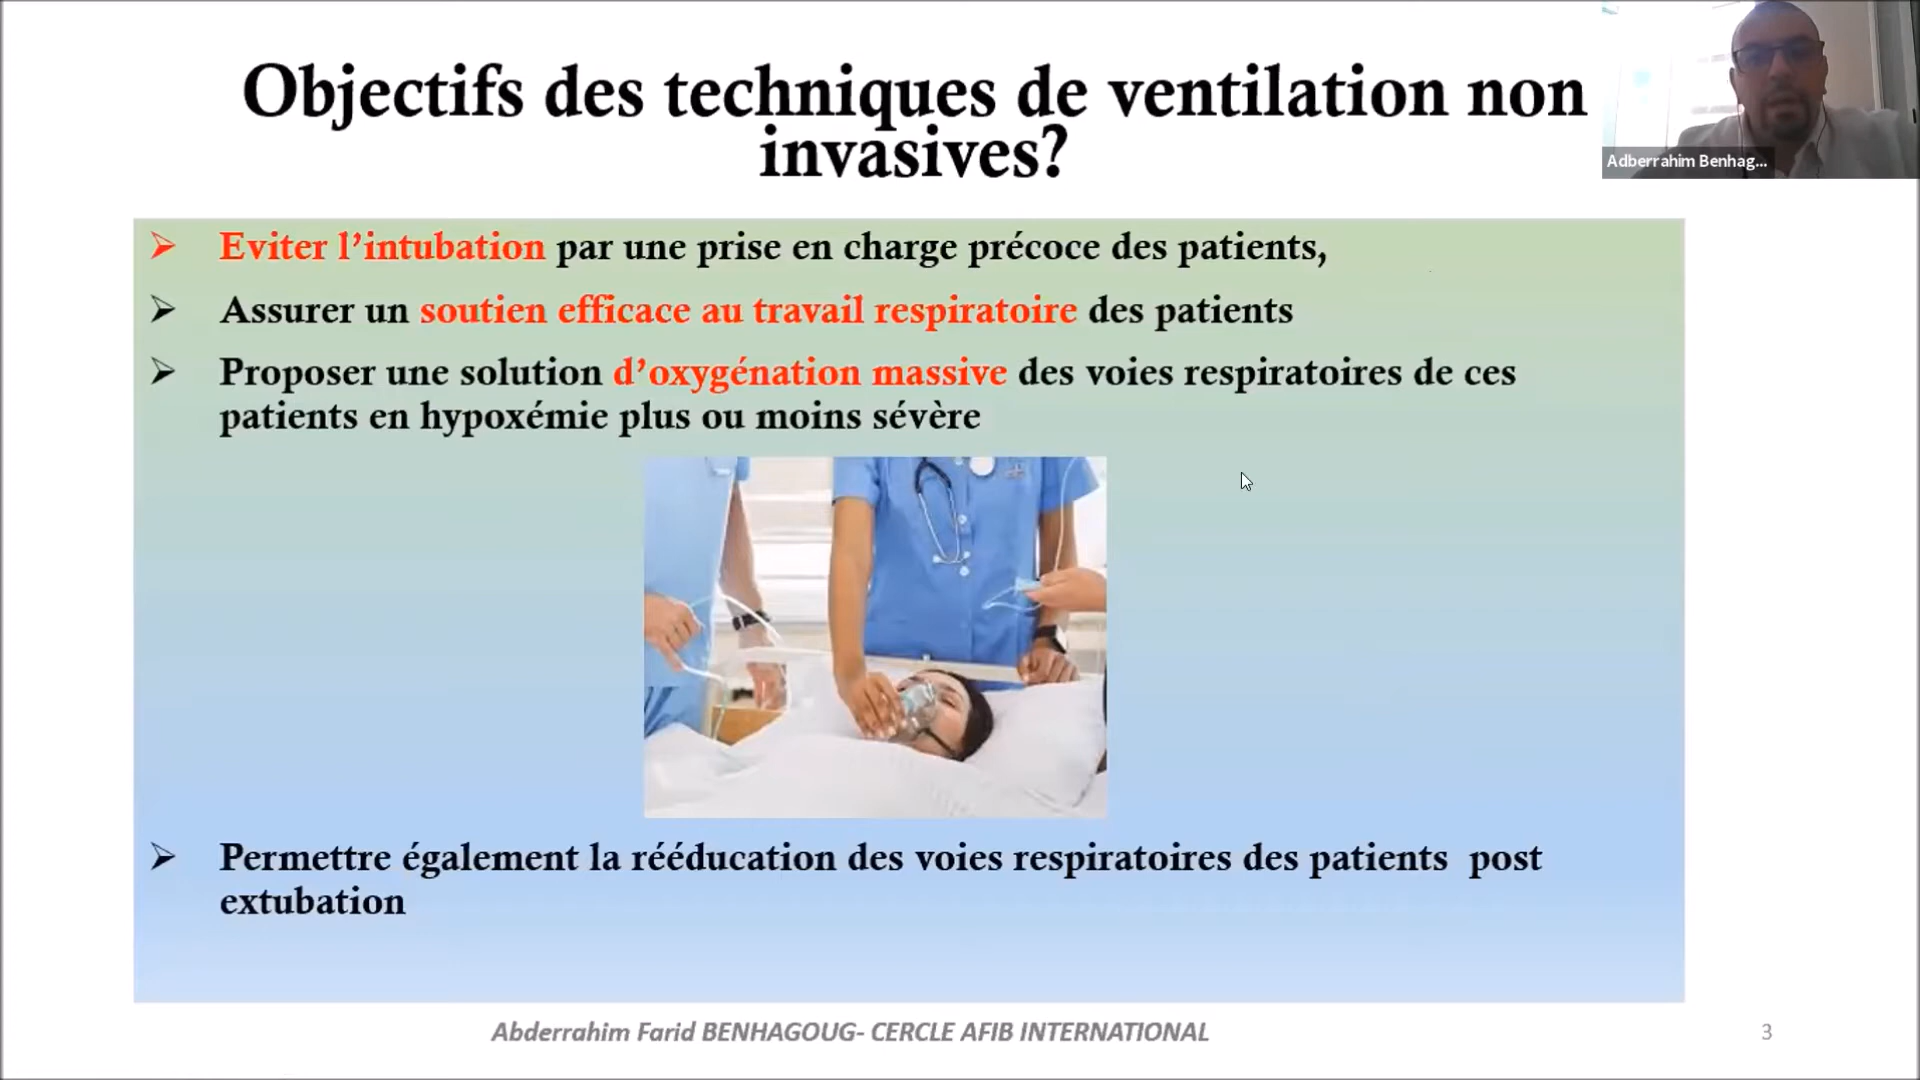 Objectifs des techniques de ventilation non
invasives?
Adberrahim Benhag...
Eviter l’intubation par une prise en charge précoce des patients,
Assurer un soutien efficace au travail respiratoire des patients
Proposer une solution d’oxygénation massive des voies respiratoires de ces
patients en hypoxémie plus ou moins sévère
Permettre également la rééducation des voies respiratoires des patients post
extubation
Abderrahim Farid BENHAGOUG- CERCLE AFIB INTERNATIONAL
3